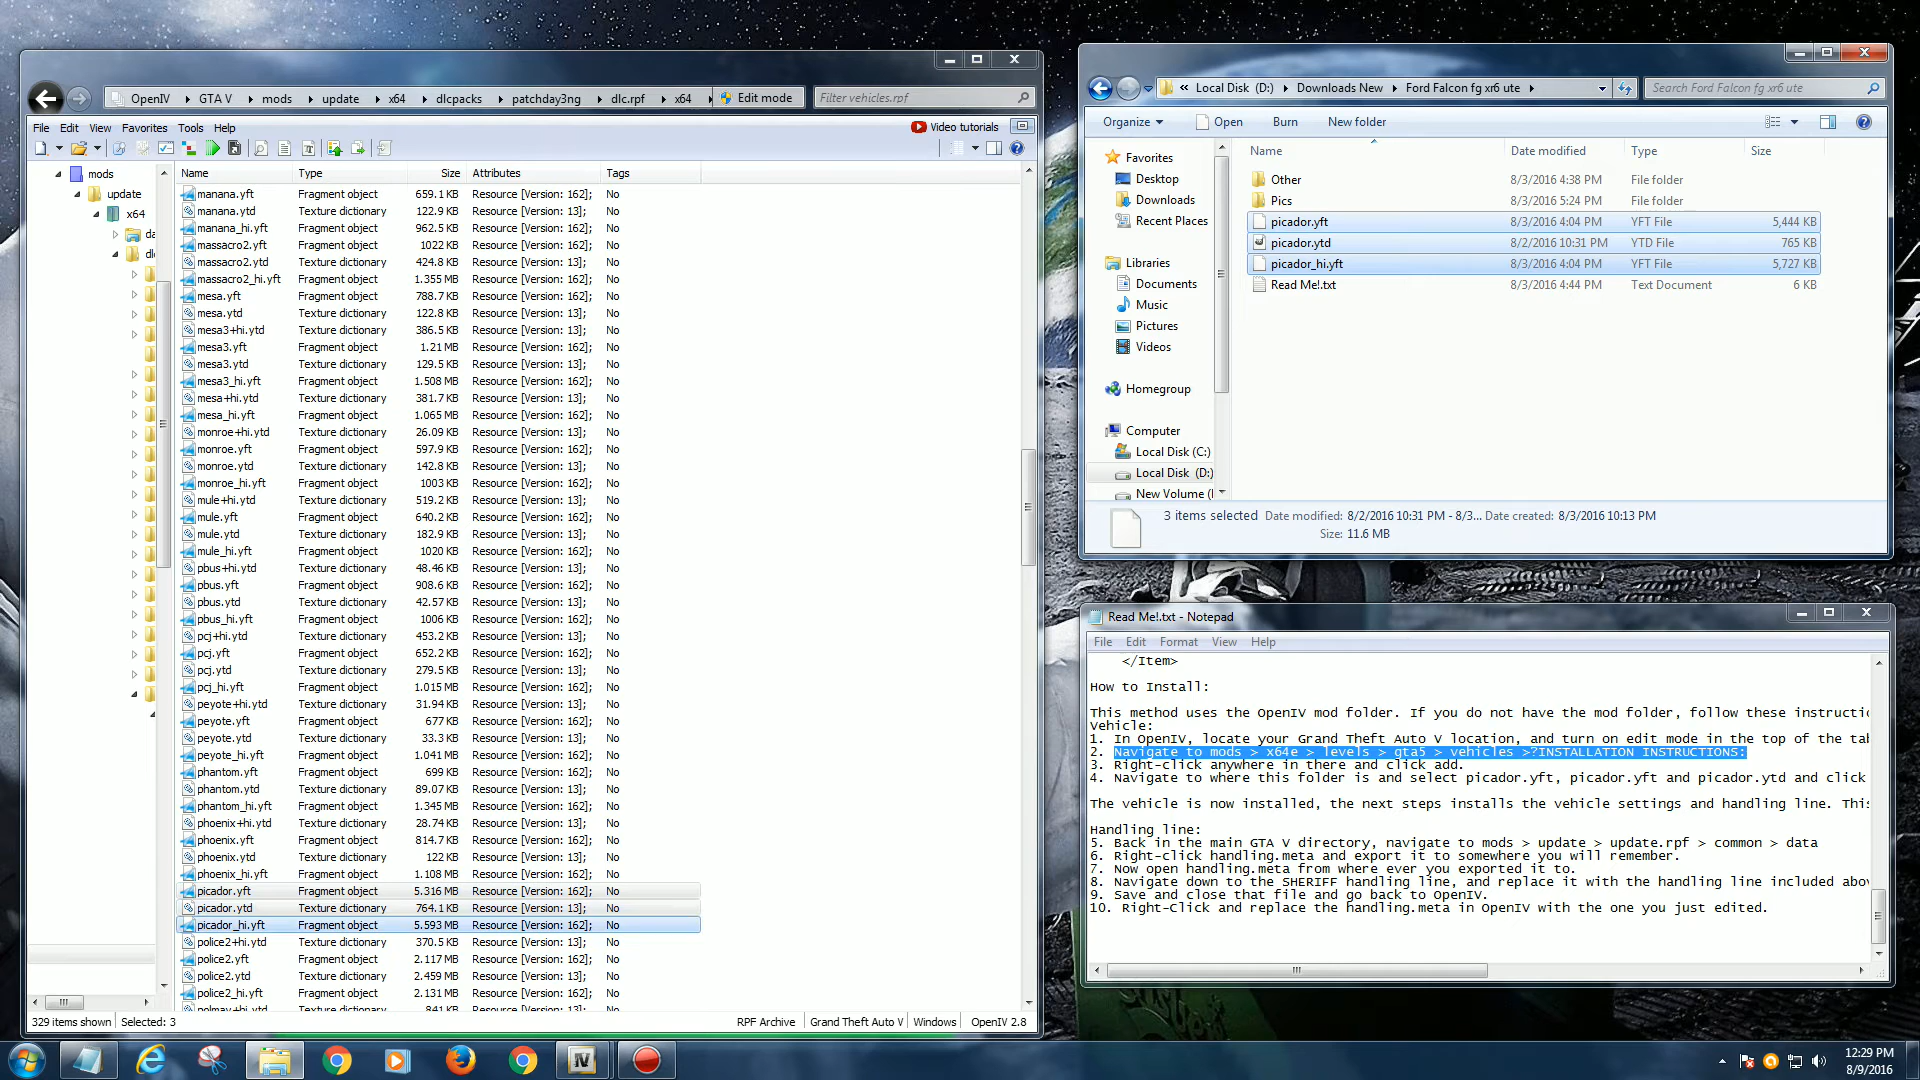 OpenIV GTA V mods update x64 dlcpacks patchday3ng dlc.rpf x64 Edit mode Filter vehicles.rpf
File Edit View Favorites Tools Help Video tutorials
mods
update
x64
Name Type Size Attributes Tags
manana.yft Fragment object 659.1 KB Resource [Version: 162]; No
manana.ytd Texture dictionary 122.9 KB Resource [Version: 13]; No
manana_hi.yft Fragment object 962.5 KB Resource [Version: 162]; No
massacro2.yft Fragment object 1022 KB Resource [Version: 162]; No
massacro2.ytd Texture dictionary 424.8 KB Resource [Version: 13]; No
massacro2_hi.yft Fragment object 1.355 MB Resource [Version: 162]; No
mesa.yft Fragment object 788.7 KB Resource [Version: 162]; No
mesa.ytd Texture dictionary 122.8 KB Resource [Version: 13]; No
mesa3+hi.ytd Texture dictionary 386.5 KB Resource [Version: 13]; No
mesa3.yft Fragment object 1.21 MB Resource [Version: 162]; No
mesa3.ytd Texture dictionary 129.5 KB Resource [Version: 13]; No
mesa3_hi.yft Fragment object 1.508 MB Resource [Version: 162]; No
mesa+hi.ytd Texture dictionary 381.7 KB Resource [Version: 13]; No
mesa_hi.yft Fragment object 1.065 MB Resource [Version: 162]; No
monroe+hi.ytd Texture dictionary 26.09 KB Resource [Version: 13]; No
monroe.yft Fragment object 597.9 KB Resource [Version: 162]; No
monroe.ytd Texture dictionary 142.8 KB Resource [Version: 13]; No
monroe_hi.yft Fragment object 1003 KB Resource [Version: 162]; No
mule+hi.ytd Texture dictionary 519.2 KB Resource [Version: 13]; No
mule.yft Fragment object 640.2 KB Resource [Version: 162]; No
mule.ytd Texture dictionary 182.9 KB Resource [Version: 13]; No
mule_hi.yft Fragment object 1020 KB Resource [Version: 162]; No
pbus+hi.ytd Texture dictionary 48.46 KB Resource [Version: 13]; No
pbus.yft Fragment object 908.6 KB Resource [Version: 162]; No
pbus.ytd Texture dictionary 42.57 KB Resource [Version: 13]; No
pbus_hi.yft Fragment object 1006 KB Resource [Version: 162]; No
pcj+hi.ytd Texture dictionary 453.2 KB Resource [Version: 13]; No
pcj.yft Fragment object 652.2 KB Resource [Version: 162]; No
pcj.ytd Texture dictionary 279.5 KB Resource [Version: 13]; No
pcj_hi.yft Fragment object 1.015 MB Resource [Version: 162]; No
peyote+hi.ytd Texture dictionary 31.94 KB Resource [Version: 13]; No
peyote.yft Fragment object 677 KB Resource [Version: 162]; No
peyote.ytd Texture dictionary 33.3 KB Resource [Version: 13]; No
peyote_hi.yft Fragment object 1.041 MB Resource [Version: 162]; No
phantom.yft Fragment object 699 KB Resource [Version: 162]; No
phantom.ytd Texture dictionary 89.07 KB Resource [Version: 13]; No
phantom_hi.yft Fragment object 1.345 MB Resource [Version: 162]; No
phoenix+hi.ytd Texture dictionary 28.74 KB Resource [Version: 13]; No
phoenix.yft Fragment object 814.7 KB Resource [Version: 162]; No
phoenix.ytd Texture dictionary 122 KB Resource [Version: 13]; No
phoenix_hi.yft Fragment object 1.108 MB Resource [Version: 162]; No
picador.yft Fragment object 5.316 MB Resource [Version: 162]; No
picador.ytd Texture dictionary 764.1 KB Resource [Version: 13]; No
picador_hi.yft Fragment object 5.593 MB Resource [Version: 162]; No
police2+hi.ytd Texture dictionary 370.5 KB Resource [Version: 13]; No
police2.yft Fragment object 2.117 MB Resource [Version: 162]; No
police2.ytd Texture dictionary 2.459 MB Resource [Version: 13]; No
police2_hi.yft Fragment object 2.131 MB Resource [Version: 162]; No
329 items shown Selected: 3 RPF Archive Grand Theft Auto V Windows OpenIV 2.8
« Local Disk (D:) Downloads New Ford Falcon fg xr6 ute Search Ford Falcon fg xr6 ute
Organize Open Burn New folder
Favorites
Desktop
Downloads
Recent Places
Libraries
Documents
Music
Pictures
Videos
Homegroup
Computer
Local Disk (C:)
Local Disk (D:)
New Volume (
Name Date modified Type Size
Other 8/3/2016 4:38 PM File folder
Pics 8/3/2016 5:24 PM File folder
picador.yft 8/3/2016 4:04 PM YFT File 5,444 KB
picador.ytd 8/2/2016 10:31 PM YTD File 765 KB
picador_hi.yft 8/3/2016 4:04 PM YFT File 5,727 KB
Read Me!.txt 8/3/2016 4:44 PM Text Document 6 KB
3 items selected Date modified: 8/2/2016 10:31 PM - 8/3... Date created: 8/3/2016 10:13 PM
Size: 11.6 MB
Read Me!.txt - Notepad
File Edit Format View Help
</Item>
How to Install:
This method uses the OpenIV mod folder. If you do not have the mod folder, follow these instructi
Vehicle:
1. In OpenIV, locate your Grand Theft Auto V location, and turn on edit mode in the top of the ta
2. Navigate to mods > x64e > levels > gta5 > vehicles >?INSTALLATION INSTRUCTIONS:
3. Right-click anywhere in there and click add.
4. Navigate to where this folder is and select picador.yft, picador.yft and picador.ytd and click
The vehicle is now installed, the next steps installs the vehicle settings and handling line. Thi
Handling line:
5. Back in the main GTA V directory, navigate to mods > update > update.rpf > common > data
6. Right-click handling.meta and export it to somewhere you will remember.
7. Now open handling.meta from where ever you exported it to.
8. Navigate down to the SHERIFF handling line, and replace it with the handling line included abo
9. Save and close that file and go back to OpenIV.
10. Right-Click and replace the handling.meta in OpenIV with the one you just edited.
12:29 PM
8/9/2016